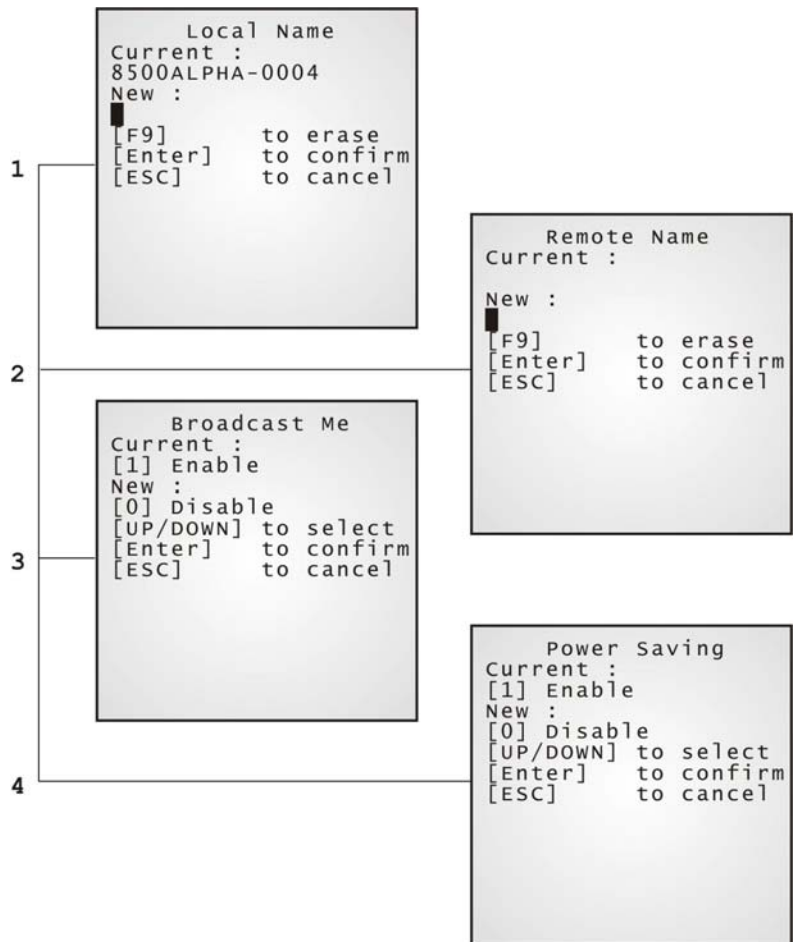 1
Local Name
Current :
8500ALPHA-0004
New :
[F9] to erase
[Enter] to confirm
[ESC] to cancel
2
Remote Name
Current :
New :
[F9] to erase
[Enter] to confirm
[ESC] to cancel
3
Broadcast Me
Current :
[1] Enable
New :
[0] Disable
[UP/DOWN] to select
[Enter] to confirm
[ESC] to cancel
4
Power Saving
Current :
[1] Enable
New :
[0] Disable
[UP/DOWN] to select
[Enter] to confirm
[ESC] to cancel